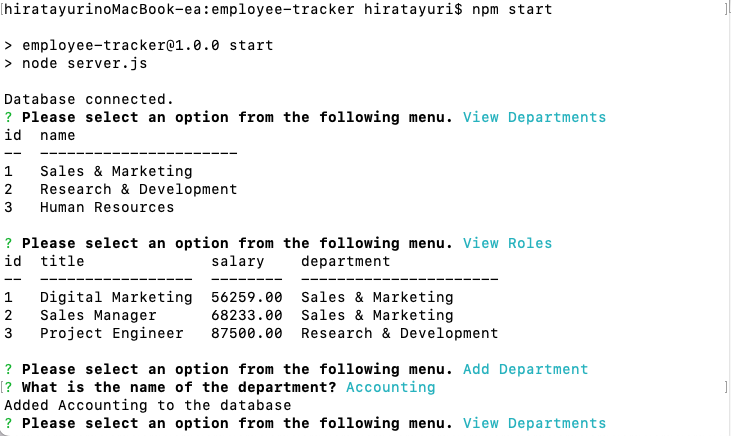 [hiratayurinoMacBook-ea:employee-tracker hiratayuri$ npm start ]
> employee-tracker@1.0.0 start
> node server.js
Database connected.
? Please select an option from the following menu. View Departments
id  name
--  ----------------------
1   Sales & Marketing
2   Research & Development
3   Human Resources
? Please select an option from the following menu. View Roles
id  title              salary    department
--  -----------------  --------  ----------------------
1   Digital Marketing  56259.00  Sales & Marketing
2   Sales Manager      68233.00  Sales & Marketing
3   Project Engineer   87500.00  Research & Development
? Please select an option from the following menu. Add Department
[? What is the name of the department? Accounting ]
Added Accounting to the database
? Please select an option from the following menu. View Departments